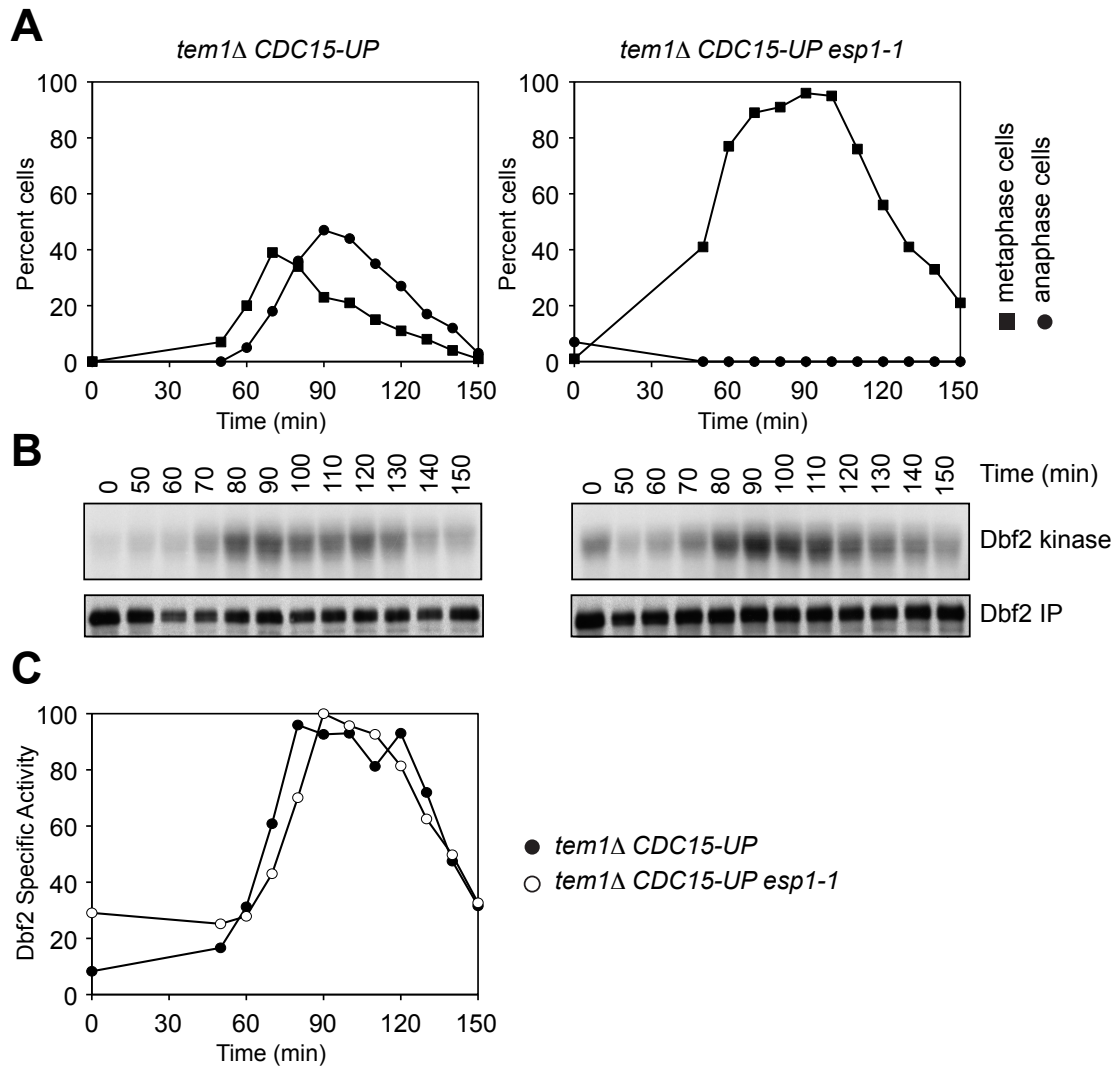 A
tem1Δ CDC15-UP
tem1Δ CDC15-UP esp1-1
100
80
60
40
20
0
Percent cells
0 30 60 90 120 150
Time (min)
100
80
60
40
20
0
Percent cells
0 30 60 90 120 150
Time (min)
metaphase cells
anaphase cells
B
0 50 60 70 80 90 100 110 120 130 140 150
0 50 60 70 80 90 100 110 120 130 140 150
Time (min)
Dbf2 kinase
Dbf2 IP
C
100
80
60
40
20
0
Dbf2 Specific Activity
0 30 60 90 120 150
Time (min)
tem1Δ CDC15-UP
tem1Δ CDC15-UP esp1-1